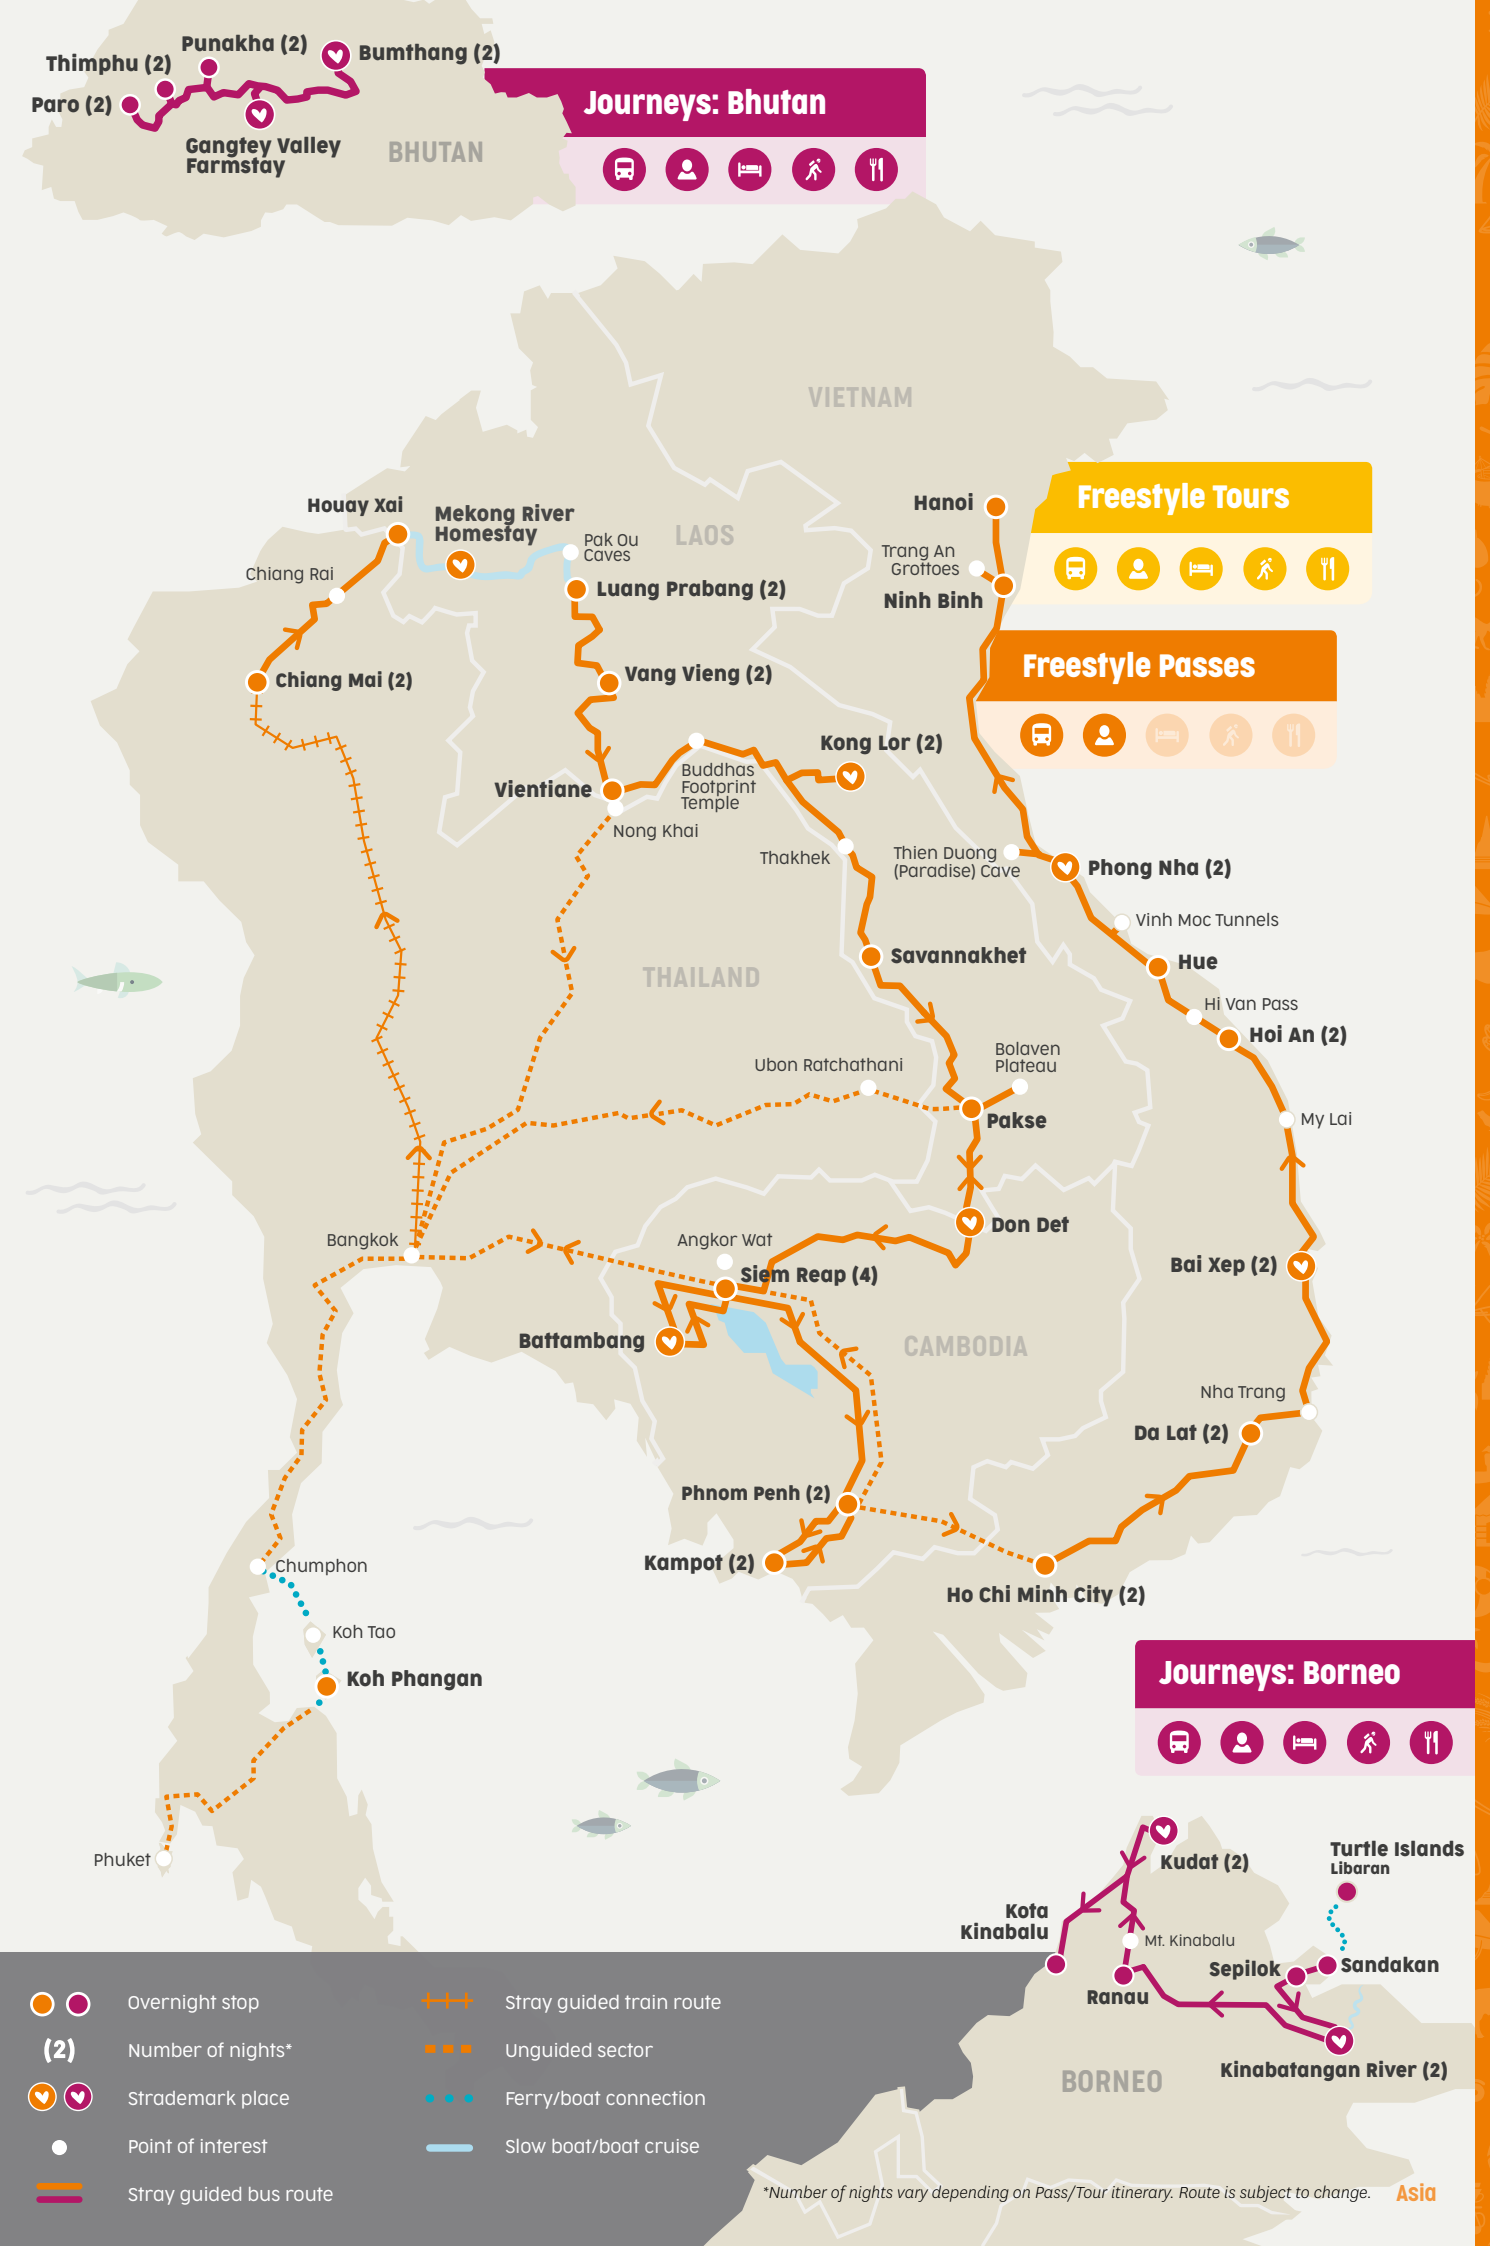 Punakha (2)
Thimphu (2)
Bumthang (2)
Paro (2)
Gangtey Valley
Farmstay
BHUTAN
Journeys: Bhutan
VIETNAM
Freestyle Tours
Houay Xai
Mekong River
Homestay
Hanoi
Pak Ou
Caves
LAOS
Trang An
Grottoes
Chiang Rai
Luang Prabang (2)
Ninh Binh
Freestyle Passes
Chiang Mai (2)
Vang Vieng (2)
Kong Lor (2)
Buddhas
Footprint
Temple
Vientiane
Nong Khai
Thakhek
Thien Duong
(Paradise) Cave
Phong Nha (2)
Vinh Moc Tunnels
Savannakhet
Hue
THAILAND
Hi Van Pass
Hoi An (2)
Bolaven
Plateau
Ubon Ratchathani
Pakse
My Lai
Don Det
Bangkok
Angkor Wat
Siem Reap (4)
Bai Xep (2)
Battambang
CAMBODIA
Nha Trang
Da Lat (2)
Phnom Penh (2)
Kampot (2)
Chumphon
Ho Chi Minh City (2)
Koh Tao
Koh Phangan
Journeys: Borneo
Phuket
Turtle Islands
Libaran
Kudat (2)
Kota
Kinabalu
Mt. Kinabalu
Sepilok
Sandakan
Ranau
Kinabatangan River (2)
BORNEO
Overnight stop
(2)
Number of nights*
Strademark place
Point of interest
Stray guided bus route
Stray guided train route
Unguided sector
Ferry/boat connection
Slow boat/boat cruise
*Number of nights vary depending on Pass/Tour itinerary. Route is subject to change.
Asia